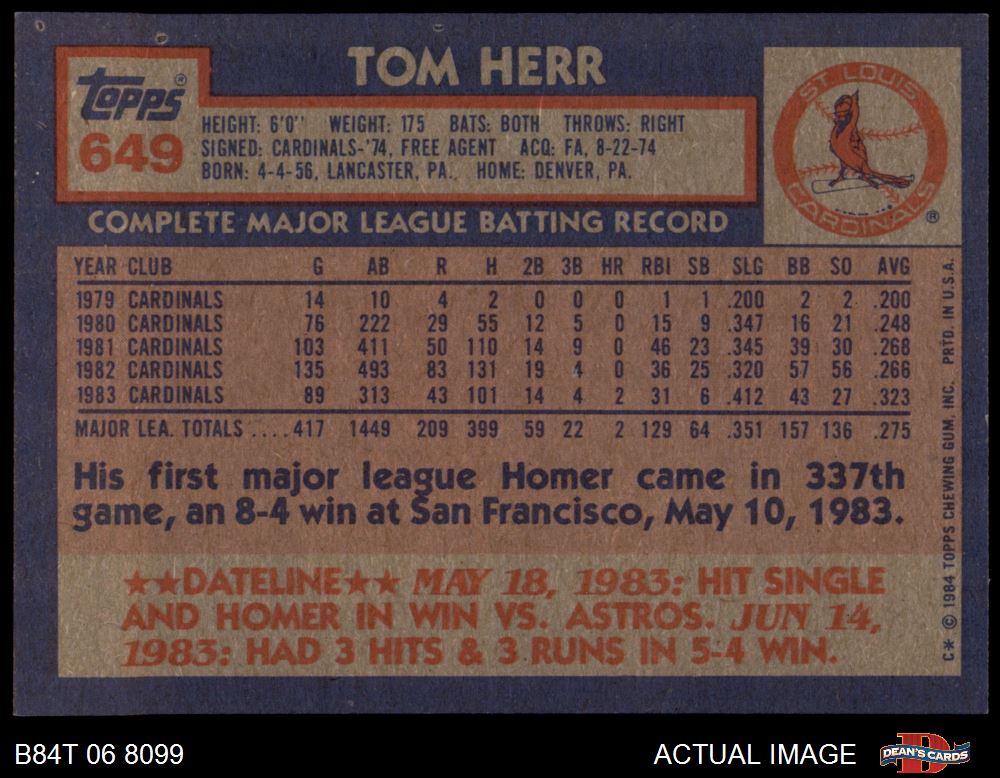 TOM HERR
Topps®
649
HEIGHT: 6'0" WEIGHT: 175 BATS: BOTH THROWS: RIGHT
SIGNED: CARDINALS-'74, FREE AGENT ACQ: FA, 8-22-74
BORN: 4-4-56, LANCASTER, PA. HOME: DENVER, PA.
ST LOUIS
CARDINALS
®
COMPLETE MAJOR LEAGUE BATTING RECORD
YEAR CLUB G AB R H 2B 3B HR RBI SB SLG BB SO AVG
1979 CARDINALS 14 10 4 2 0 0 0 1 1 .200 2 2 .200
1980 CARDINALS 76 222 29 55 12 5 0 15 9 .347 16 21 .248
1981 CARDINALS 103 411 50 110 14 9 0 46 23 .345 39 30 .268
1982 CARDINALS 135 493 83 131 19 4 0 36 25 .320 57 56 .266
1983 CARDINALS 89 313 43 101 14 4 2 31 6 .412 43 27 .323
MAJOR LEA. TOTALS ....417 1449 209 399 59 22 2 129 64 .351 157 136 .275
His first major league Homer came in 337th
game, an 8-4 win at San Francisco, May 10, 1983.
★★DATELINE★★ MAY 18, 1983: HIT SINGLE
AND HOMER IN WIN VS. ASTROS. JUN 14,
1983: HAD 3 HITS & 3 RUNS IN 5-4 WIN.
C* © 1984 TOPPS CHEWING GUM, INC. PRTD. IN U.S.A.
B84T 06 8099
ACTUAL IMAGE
D
DEAN'S CARDS